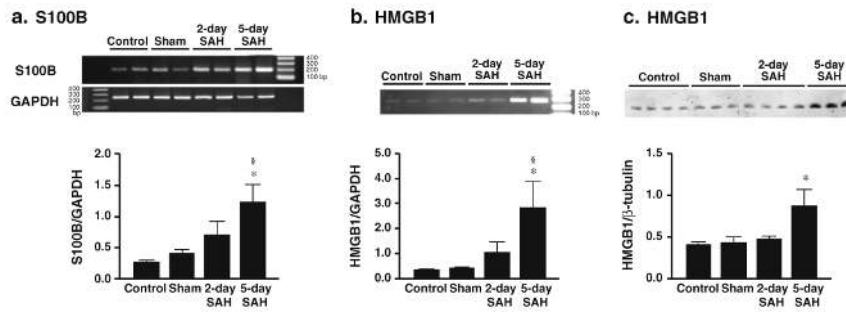 a. S100B
Control Sham 2-day SAH 5-day SAH
S100B
400
300
200
100 bp
GAPDH
400
300
200
100
bp
S100B/GAPDH
2.0
1.5
1.0
0.5
0
§
*
Control Sham 2-day SAH 5-day SAH
b. HMGB1
Control Sham 2-day SAH 5-day SAH
400
300
200
100 bp
HMGB1/GAPDH
5.0
4.0
3.0
2.0
1.0
0
§
*
Control Sham 2-day SAH 5-day SAH
c. HMGB1
Control Sham 2-day SAH 5-day SAH
HMGB1/β-tubulin
1.5
1.0
0.5
0.0
*
Control Sham 2-day SAH 5-day SAH